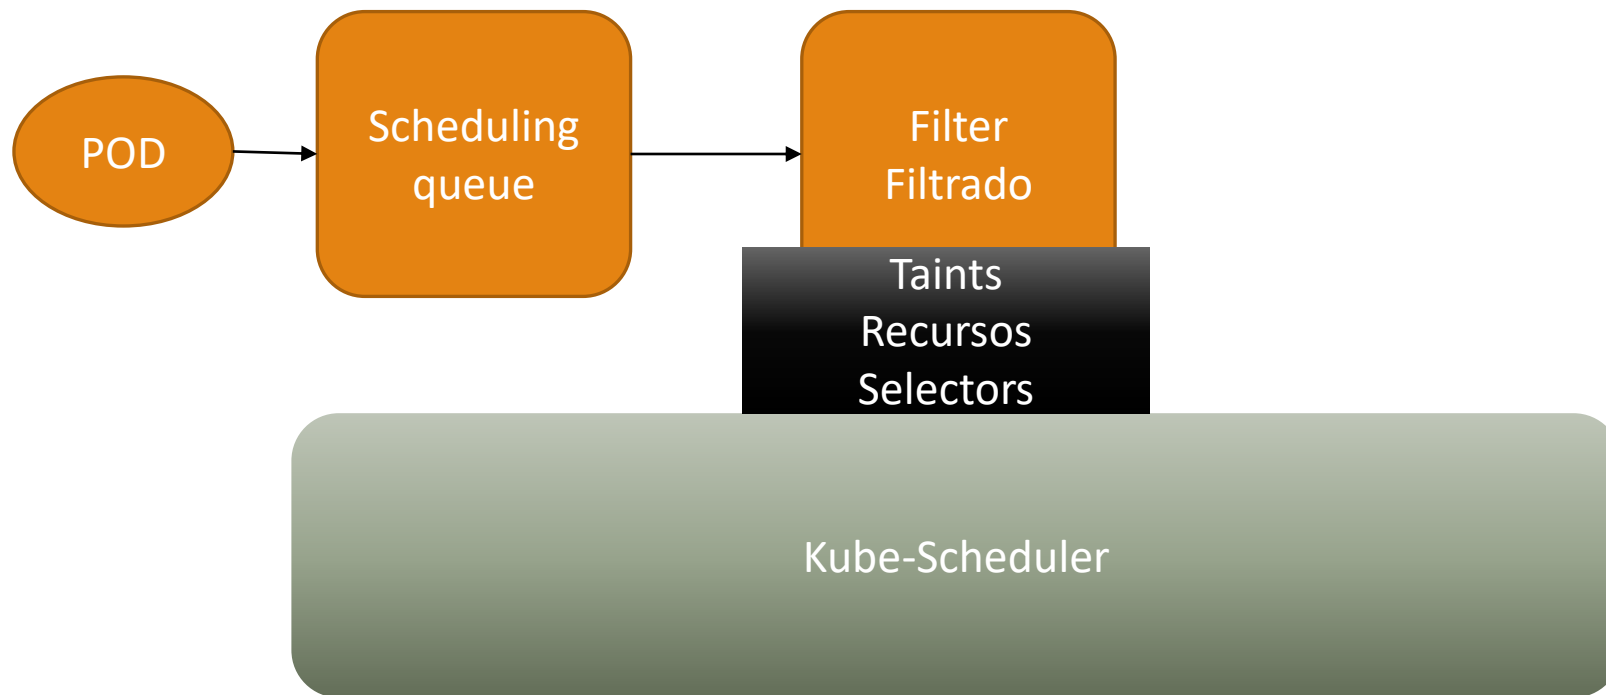 POD
Scheduling
queue
Filter
Filtrado
Taints
Recursos
Selectors
Kube-Scheduler